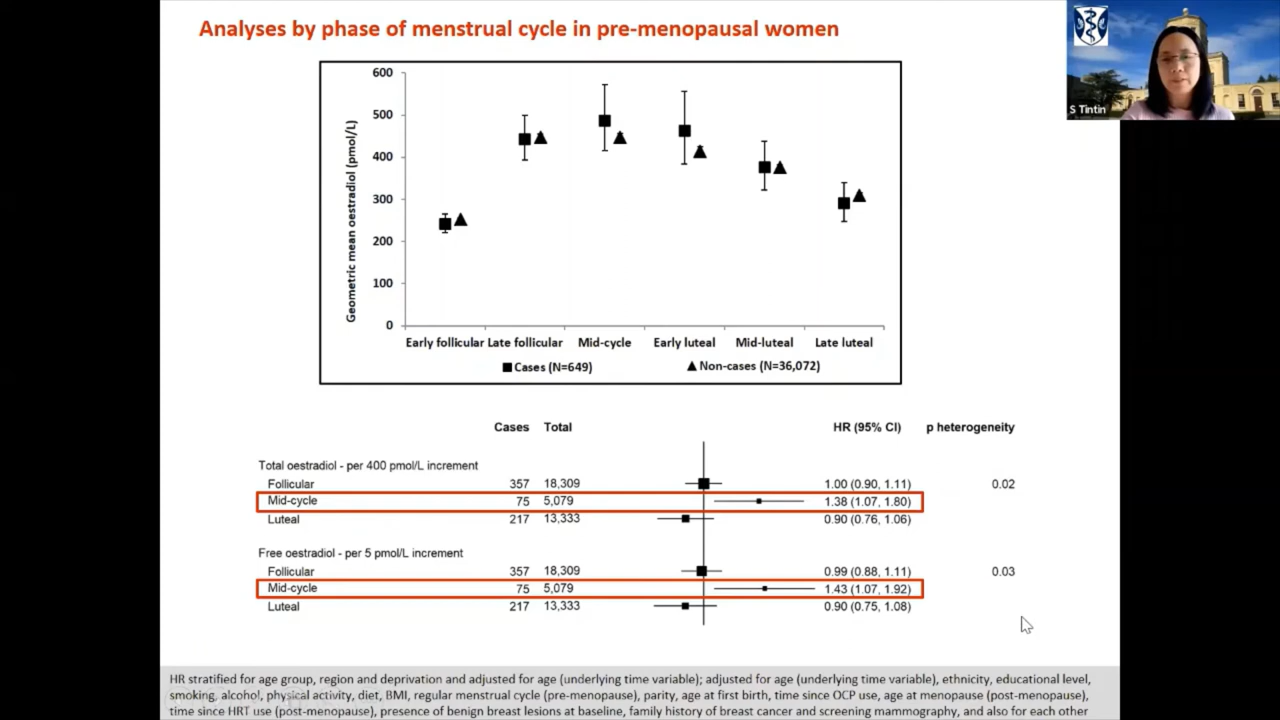 Analyses by phase of menstrual cycle in pre-menopausal women
S Tintin
Geometric mean oestradiol (pmol/L)
600
500
400
300
200
100
0
Early follicular Late follicular Mid-cycle Early luteal Mid-luteal Late luteal
Cases (N=649) Non-cases (N=36,072)
Cases Total HR (95% CI) p heterogeneity
Total oestradiol - per 400 pmol/L increment
Follicular 357 18,309 1.00 (0.90, 1.11) 0.02
Mid-cycle 75 5,079 1.38 (1.07, 1.80)
Luteal 217 13,333 0.90 (0.76, 1.06)
Free oestradiol - per 5 pmol/L increment
Follicular 357 18,309 0.99 (0.88, 1.11) 0.03
Mid-cycle 75 5,079 1.43 (1.07, 1.92)
Luteal 217 13,333 0.90 (0.75, 1.08)
HR stratified for age group, region and deprivation and adjusted for age (underlying time variable); adjusted for age (underlying time variable), ethnicity, educational level,
smoking, alcohol, physical activity, diet, BMI, regular menstrual cycle (pre-menopause), parity, age at first birth, time since OCP use, age at menopause (post-menopause),
time since HRT use (post-menopause), presence of benign breast lesions at baseline, family history of breast cancer and screening mammography, and also for each other